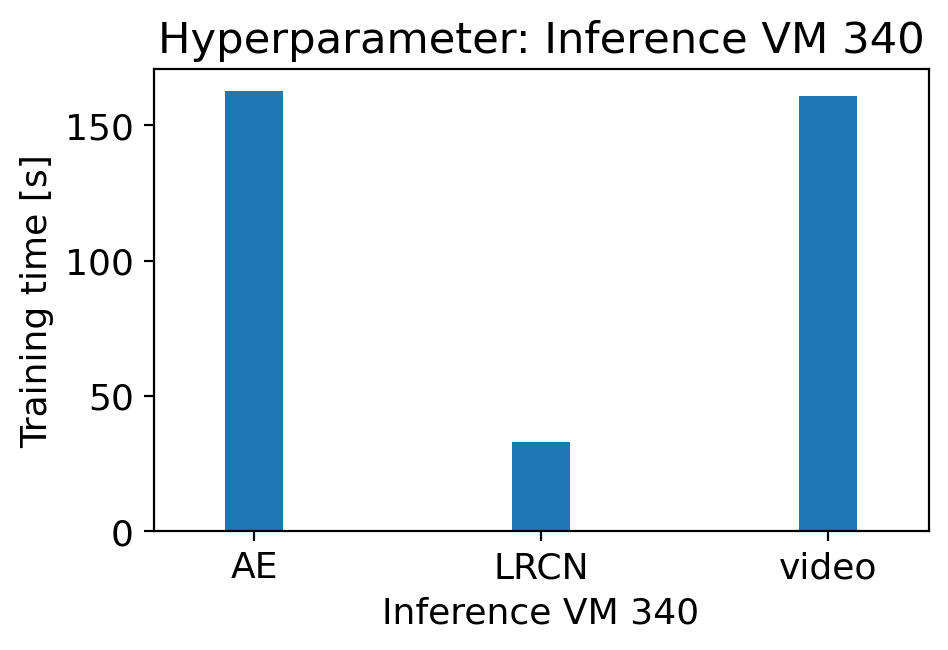 Hyperparameter: Inference VM 340
Training time [s]
150
100
50
0
AE LRCN video
Inference VM 340